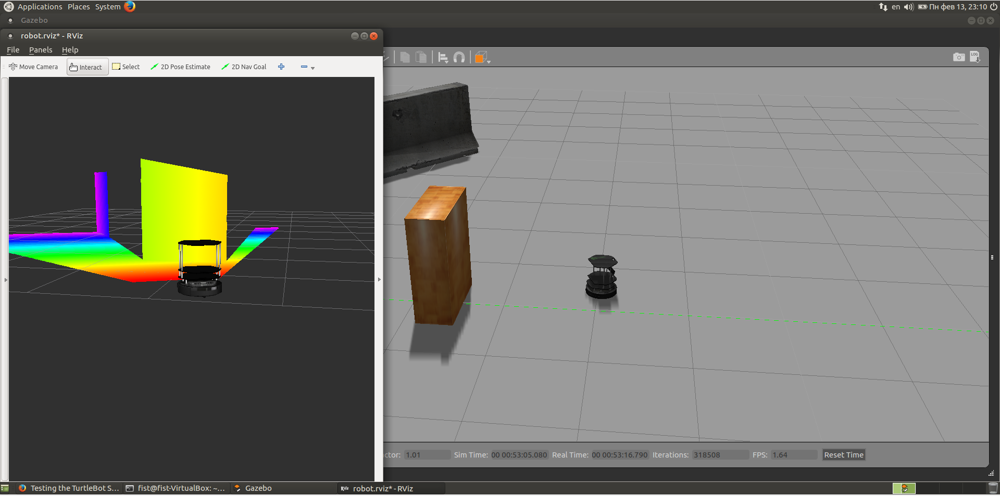 Applications Places System
en Пн фев 13, 23:10
Gazebo
robot.rviz* - RViz
File Panels Help
Move Camera Interact Select 2D Pose Estimate 2D Nav Goal
LOG
ctor: 1.01 Sim Time: 00 00:53:05.080 Real Time: 00 00:53:16.790 Iterations: 318508 FPS: 1.64 Reset Time
Testing the TurtleBot S... fist@fist-VirtualBox: ~... Gazebo RViz robot.rviz* - RViz